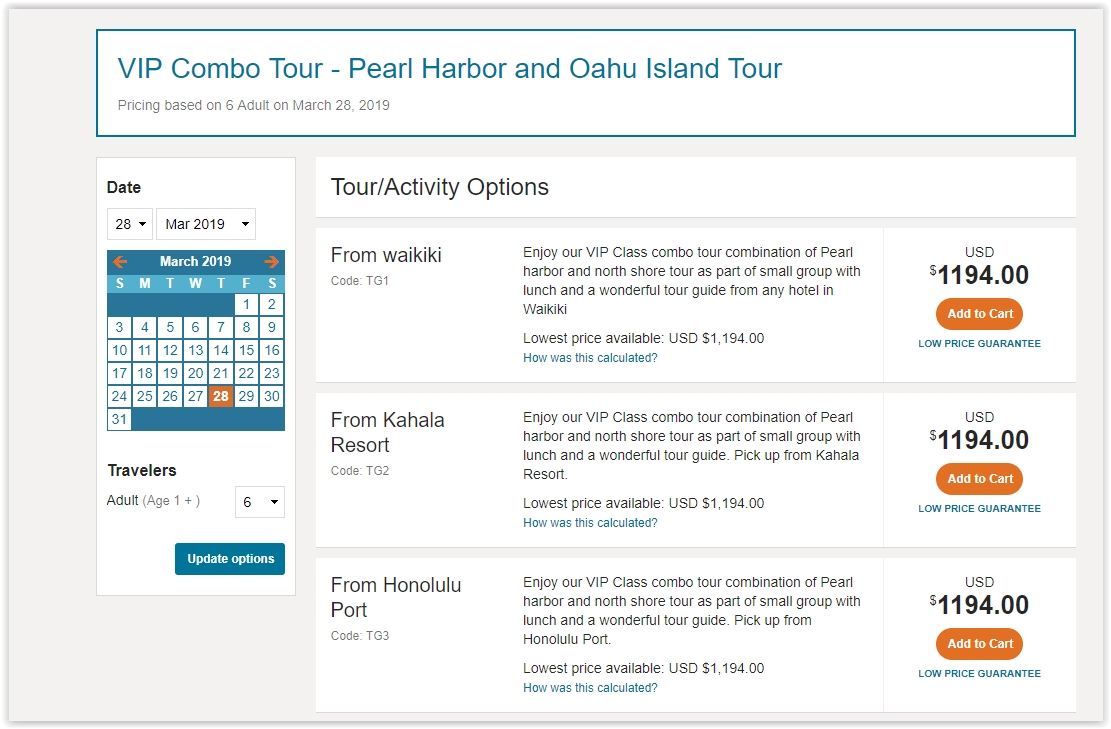 VIP Combo Tour - Pearl Harbor and Oahu Island Tour
Pricing based on 6 Adult on March 28, 2019
Date
28 Mar 2019
March 2019
S M T W T F S
1 2
3 4 5 6 7 8 9
10 11 12 13 14 15 16
17 18 19 20 21 22 23
24 25 26 27 28 29 30
31
Travelers
Adult (Age 1 + ) 6
Update options
Tour/Activity Options
From waikiki
Code: TG1
Enjoy our VIP Class combo tour combination of Pearl
harbor and north shore tour as part of small group with
lunch and a wonderful tour guide from any hotel in
Waikiki
Lowest price available: USD $1,194.00
How was this calculated?
USD
$1194.00
Add to Cart
LOW PRICE GUARANTEE
From Kahala
Resort
Code: TG2
Enjoy our VIP Class combo tour combination of Pearl
harbor and north shore tour as part of small group with
lunch and a wonderful tour guide. Pick up from Kahala
Resort.
Lowest price available: USD $1,194.00
How was this calculated?
USD
$1194.00
Add to Cart
LOW PRICE GUARANTEE
From Honolulu
Port
Code: TG3
Enjoy our VIP Class combo tour combination of Pearl
harbor and north shore tour as part of small group with
lunch and a wonderful tour guide. Pick up from
Honolulu Port.
Lowest price available: USD $1,194.00
How was this calculated?
USD
$1194.00
Add to Cart
LOW PRICE GUARANTEE